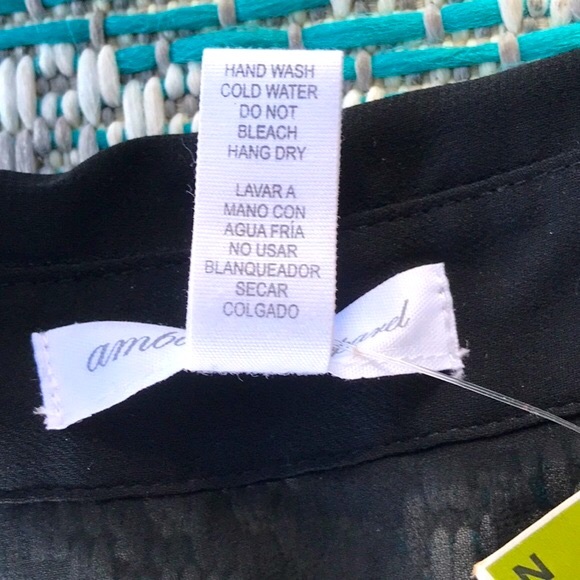 HAND WASH
COLD WATER
DO NOT
BLEACH
HANG DRY
LAVAR A
MANO CON
AGUA FRÍA
NO USAR
BLANQUEADOR
SECAR
COLGADO
N